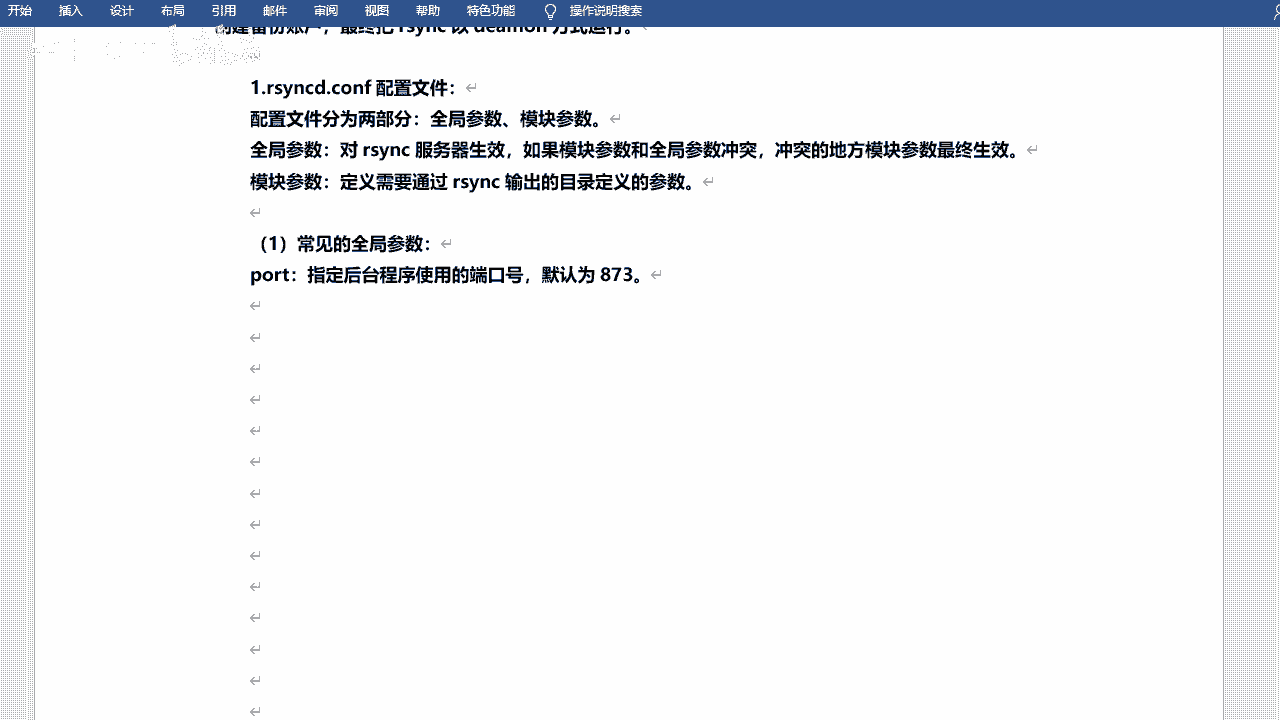 开始 插入 设计 布局 引用 邮件 审阅 视图 帮助 特色功能 操作说明搜索
创建备份账户，最终把 rsync 以 deamon 方式运行。
1.rsyncd.conf 配置文件：
配置文件分为两部分：全局参数、模块参数。
全局参数：对 rsync 服务器生效，如果模块参数和全局参数冲突，冲突的地方模块参数最终生效。
模块参数：定义需要通过 rsync 输出的目录定义的参数。
（1）常见的全局参数：
port：指定后台程序使用的端口号，默认为 873。